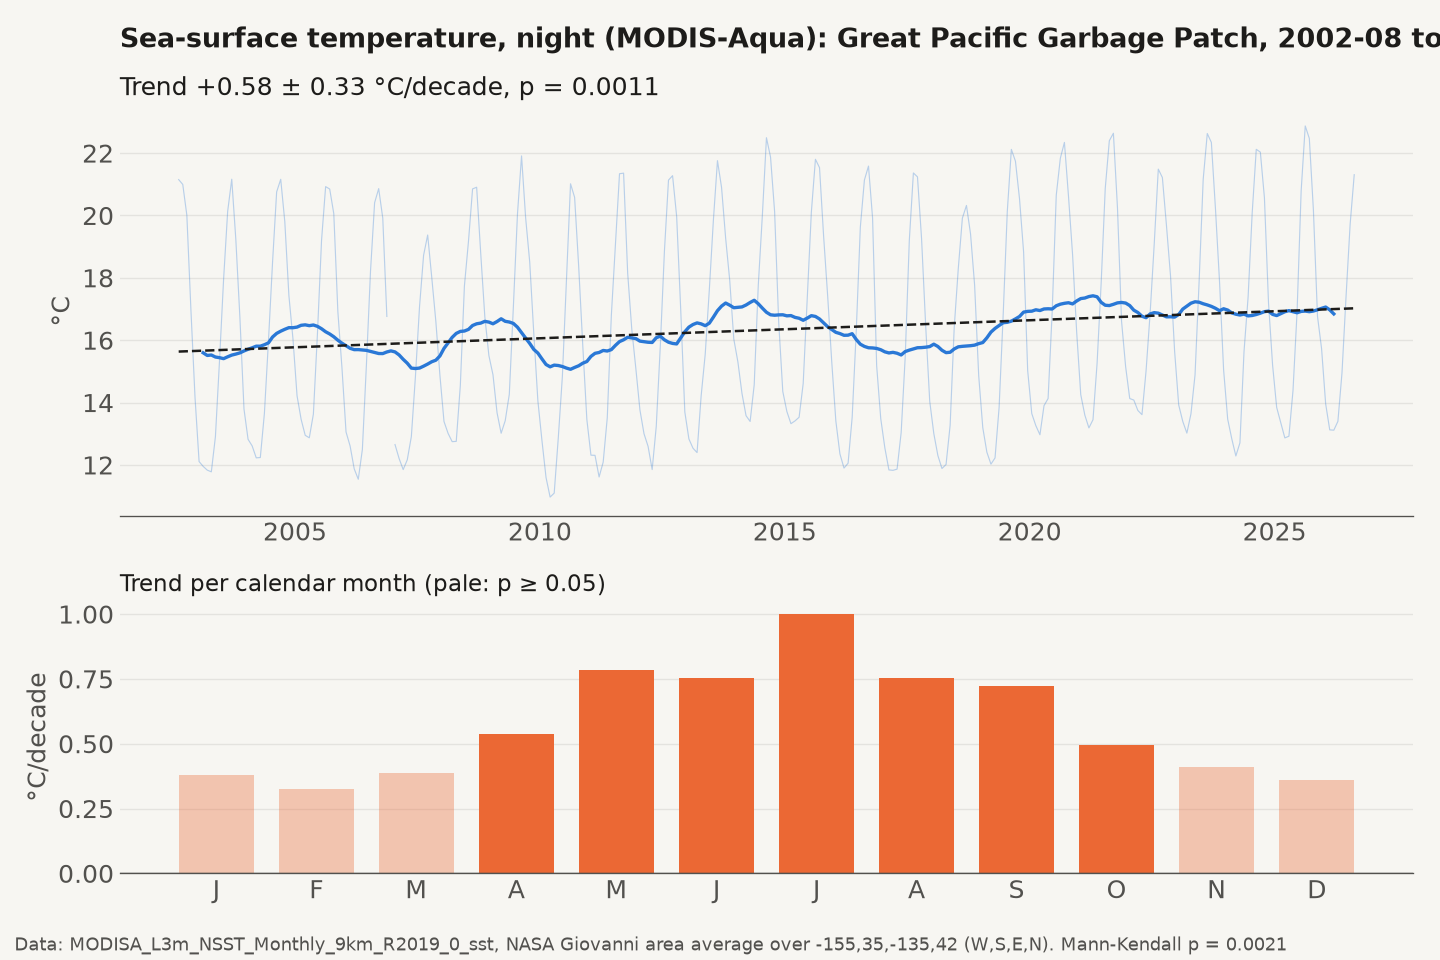 Sea-surface temperature, night (MODIS-Aqua): Great Pacific Garbage Patch, 2002-08 to
Trend +0.58 ± 0.33 °C/decade, p = 0.0011
°C
22
20
18
16
14
12
2005 2010 2015 2020 2025
Trend per calendar month (pale: p ≥ 0.05)
°C/decade
1.00
0.75
0.50
0.25
0.00
J F M A M J J A S O N D
Data: MODISA_L3m_NSST_Monthly_9km_R2019_0_sst, NASA Giovanni area average over -155,35,-135,42 (W,S,E,N). Mann-Kendall p = 0.0021